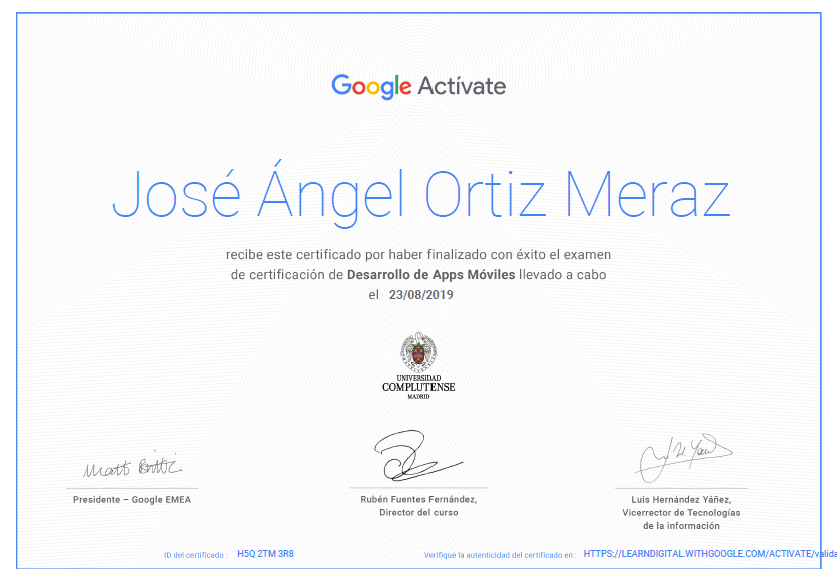 Google Actívate
José Ángel Ortiz Meraz
recibe este certificado por haber finalizado con éxito el examen
de certificación de Desarrollo de Apps Móviles llevado a cabo
el 23/08/2019
UNIVERSIDAD
COMPLUTENSE
MADRID
Matt Brittin
Presidente – Google EMEA
Rubén Fuentes Fernández,
Director del curso
Luis Hernández Yáñez,
Vicerrector de Tecnologías
de la información
ID del certificado : H5Q 2TM 3R8
Verifique la autenticidad del certificado en : HTTPS://LEARNDIGITAL.WITHGOOGLE.COM/ACTIVATE/valida